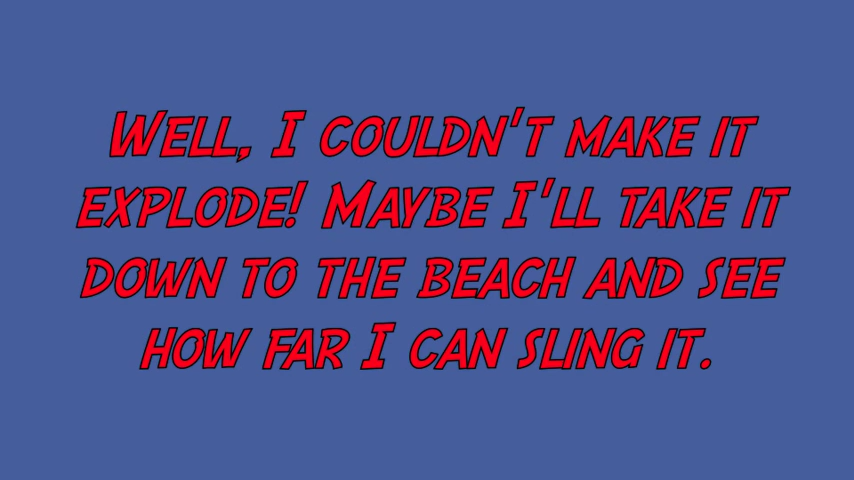 Well, I couldn't make it
explode! Maybe I'll take it
down to the beach and see
how far I can sling it.